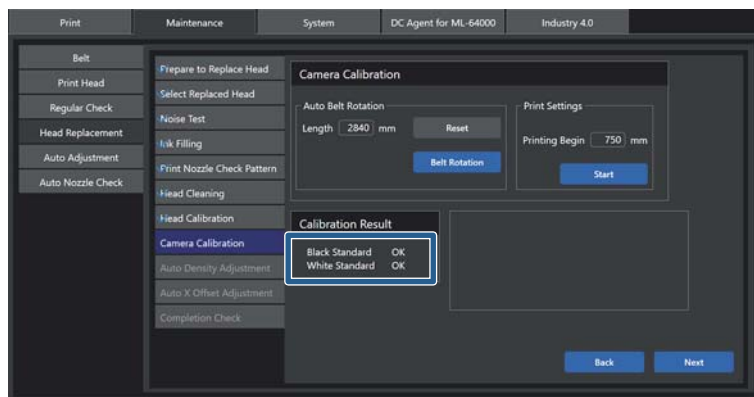 Print
Maintenance
System
DC Agent for ML-64000
Industry 4.0
Belt
Print Head
Regular Check
Head Replacement
Auto Adjustment
Auto Nozzle Check
Prepare to Replace Head
Select Replaced Head
Noise Test
Ink Filling
Print Nozzle Check Pattern
Head Cleaning
Head Calibration
Camera Calibration
Auto Density Adjustment
Auto X Offset Adjustment
Completion Check
Camera Calibration
Auto Belt Rotation
Length 2840 mm Reset
Belt Rotation
Print Settings
Printing Begin 750 mm
Start
Calibration Result
Black Standard OK
White Standard OK
Back
Next